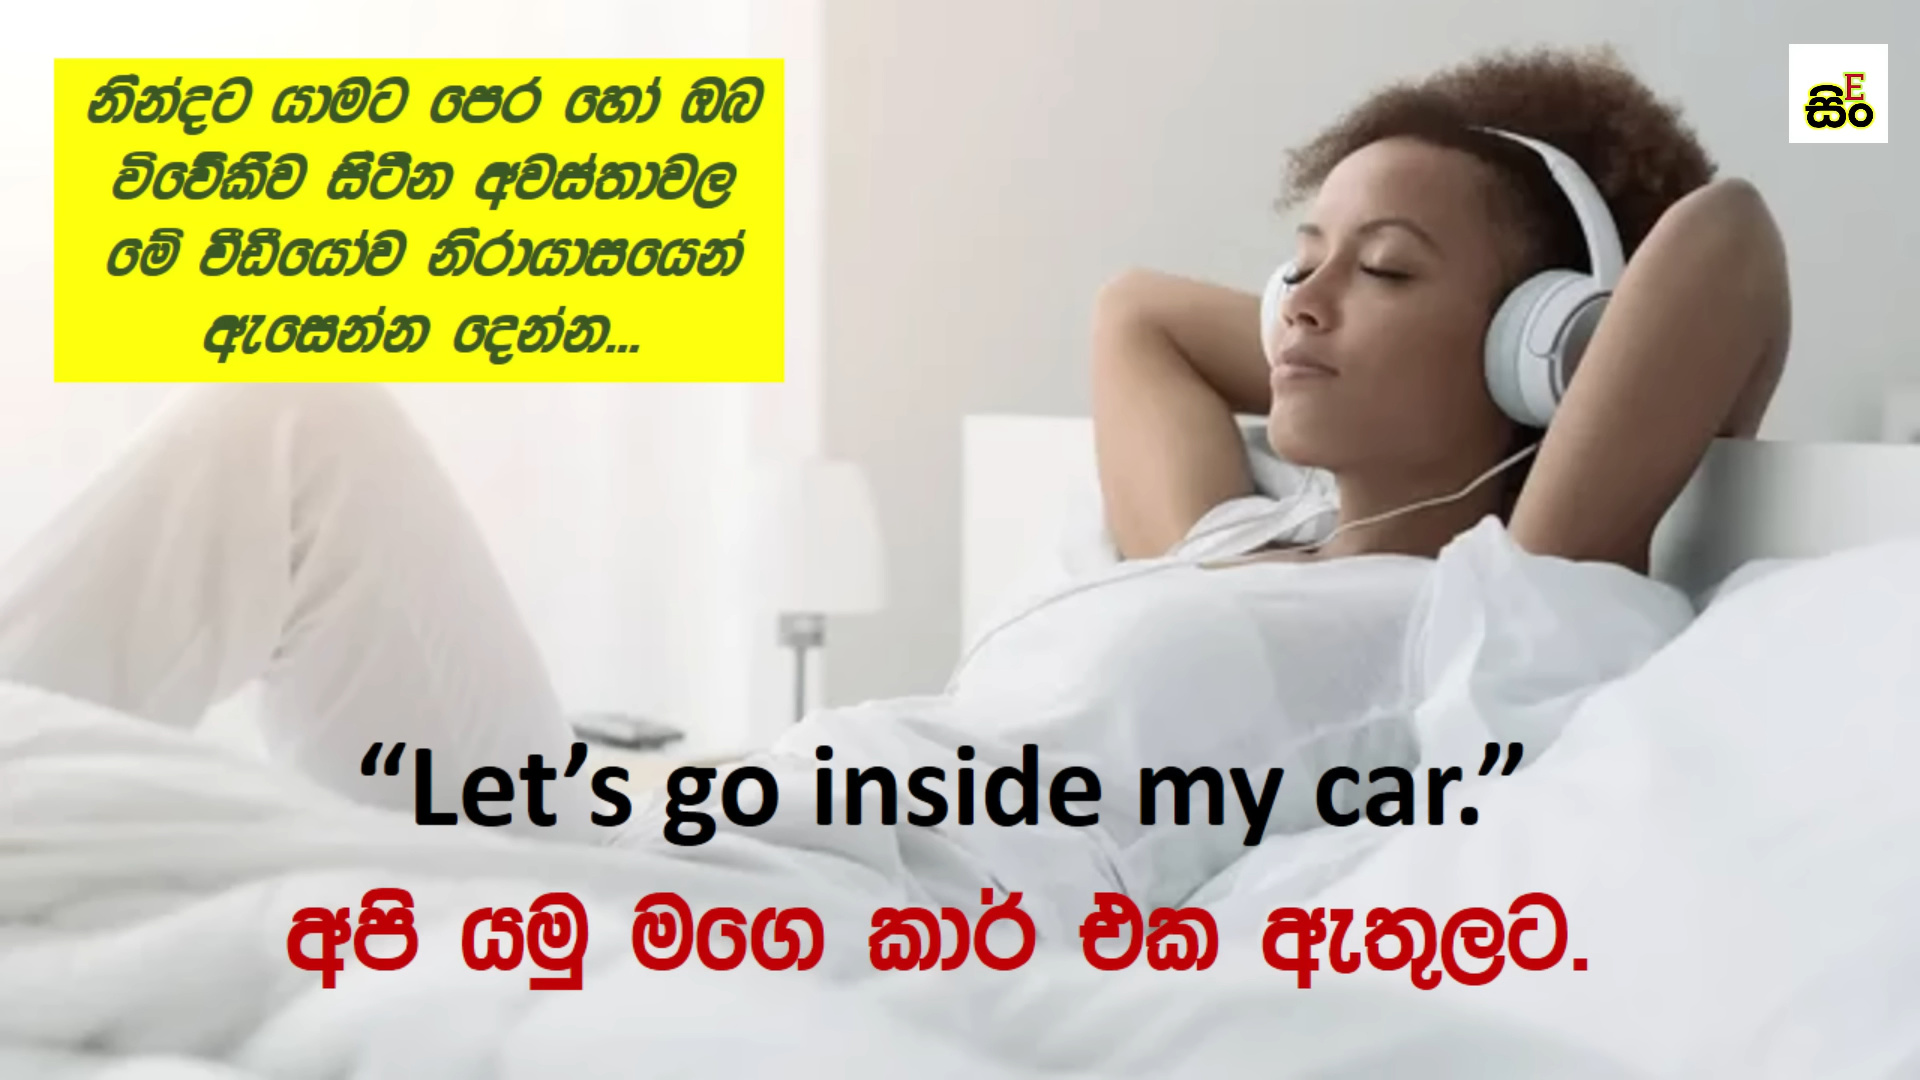 නින්දට යාමට පෙර හෝ ඔබ
විවේකීව සිටින අවස්තාවල
මේ වීඩියෝව නිරායාසයෙන්
ඇසෙන්න දෙන්න...
E
සිං
“Let’s go inside my car.”
අපි යමු මගෙ කාර් එක ඇතුලට.